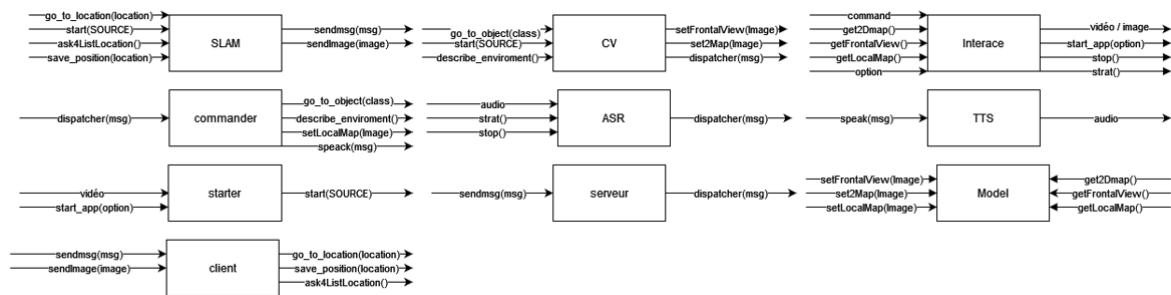 go_to_location(location)
start(SOURCE)
ask4ListLocation()
save_position(location)
SLAM
sendmsg(msg)
sendImage(image)
go_to_object(class)
start(SOURCE)
describe_enviroment()
CV
setFrontalView(Image)
set2Map(Image)
dispatcher(msg)
command
get2Dmap()
getFrontalView()
getLocalMap()
option
Interace
vidéo / image
start_app(option)
stop()
strat()
dispatcher(msg)
commander
go_to_object(class)
describe_enviroment()
setLocalMap(Image)
speack(msg)
audio
strat()
stop()
ASR
dispatcher(msg)
speak(msg)
TTS
audio
vidéo
start_app(option)
starter
start(SOURCE)
sendmsg(msg)
serveur
dispatcher(msg)
setFrontalView(Image)
set2Map(Image)
setLocalMap(Image)
Model
get2Dmap()
getFrontalView()
getLocalMap()
sendmsg(msg)
sendImage(image)
client
go_to_location(location)
save_position(location)
ask4ListLocation()